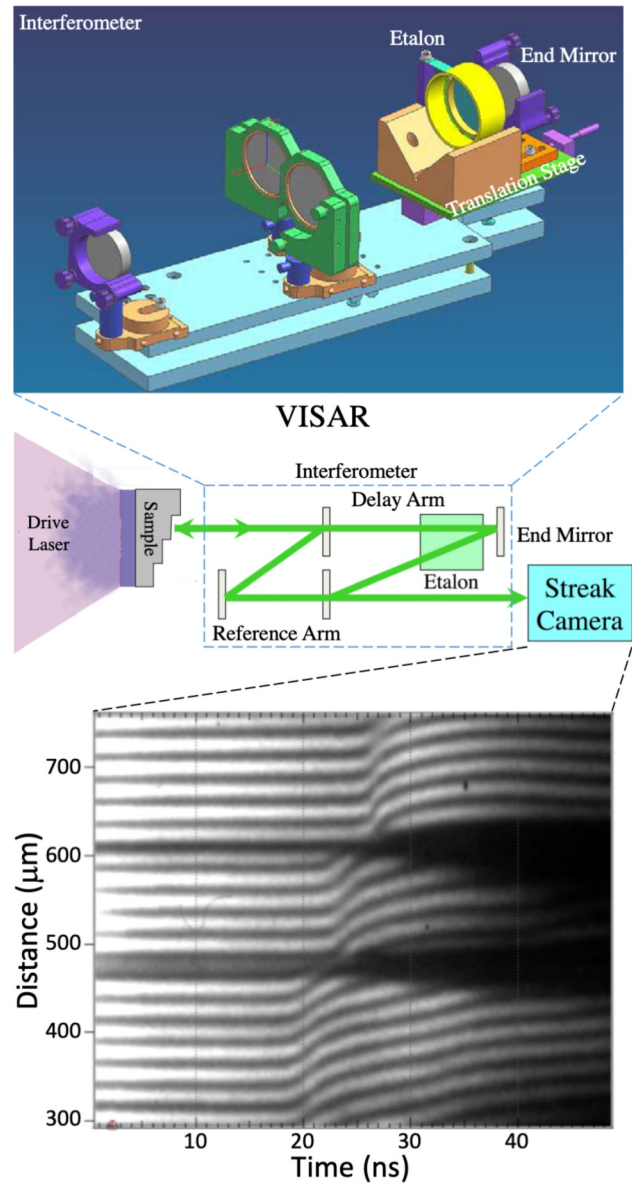 Interferometer
Etalon
End Mirror
Translation Stage
VISAR
Interferometer
Delay Arm
Drive
Laser
Sample
End Mirror
Etalon
Reference Arm
Streak
Camera
700
600
500
400
300
Distance (μm)
10
20
30
40
Time (ns)